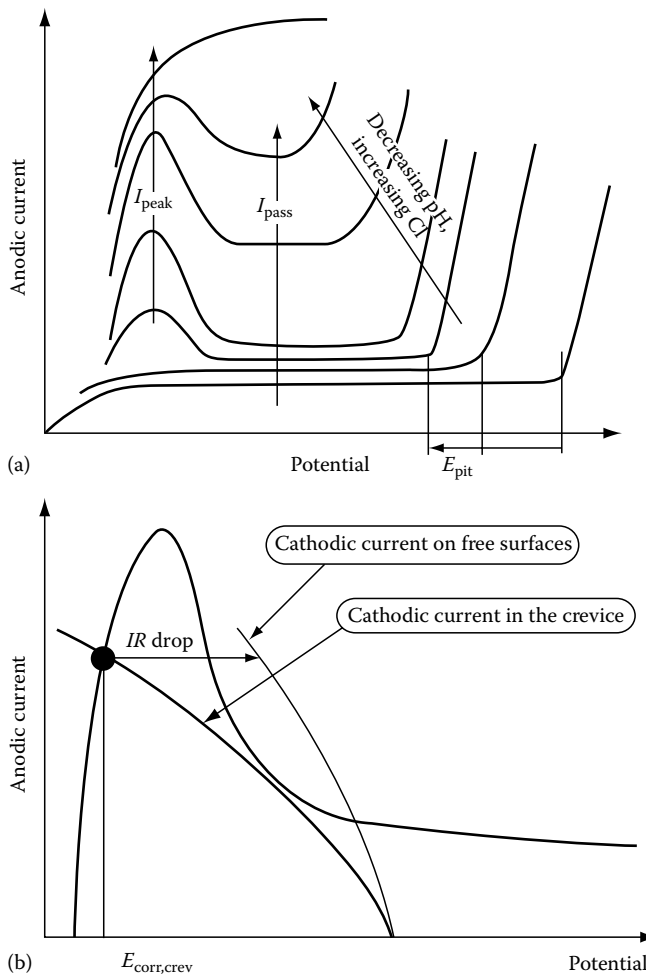 Anodic current
I_peak
I_pass
Decreasing pH,
increasing Cl⁻
(a)
Potential
E_pit
Cathodic current on free surfaces
Cathodic current in the crevice
IR drop
Anodic current
(b)
E_corr,crev
Potential